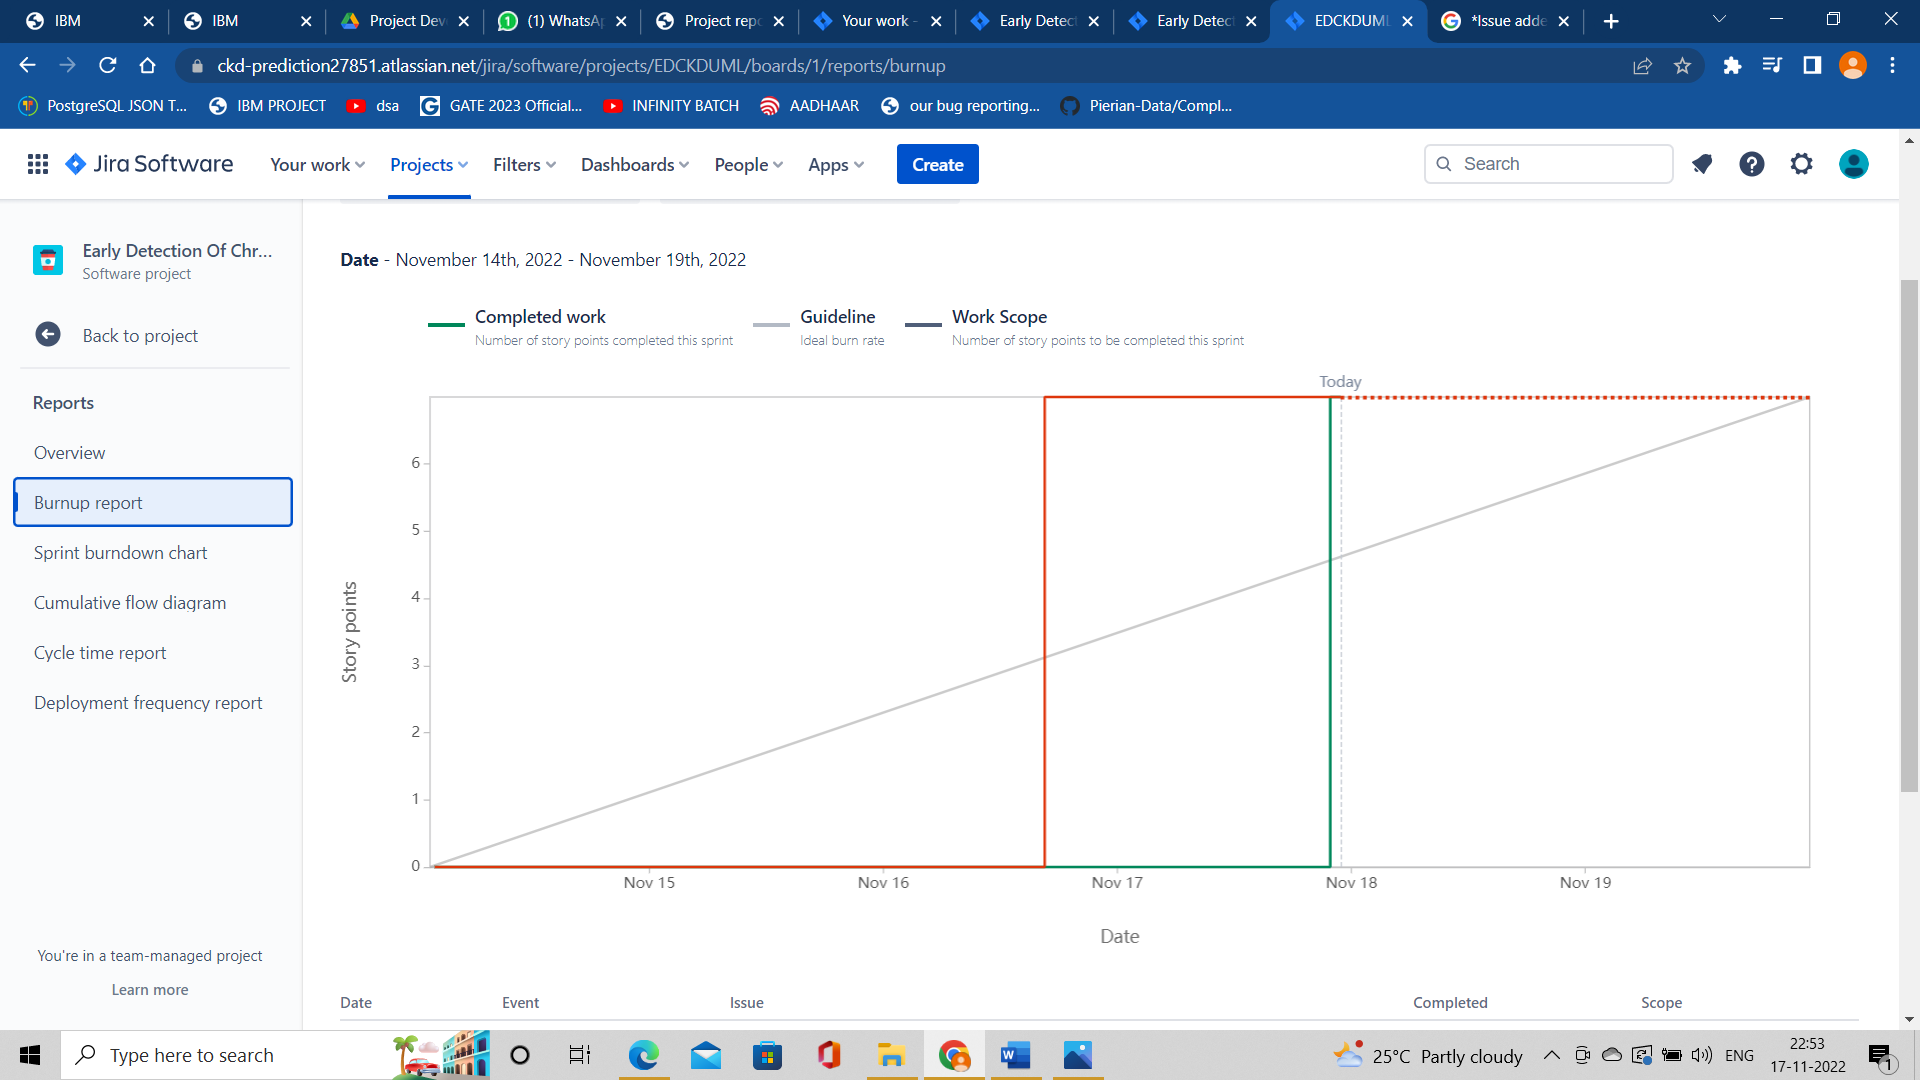 IBM
IBM
Project Dev
(1) WhatsAp
Project repo
Your work -
Early Detect
Early Detect
EDCKDUML
*Issue adde
ckd-prediction27851.atlassian.net/jira/software/projects/EDCKDUML/boards/1/reports/burnup
PostgreSQL JSON T...
IBM PROJECT
dsa
GATE 2023 Official...
INFINITY BATCH
AADHAAR
our bug reporting...
Pierian-Data/Compl...
Jira Software
Your work
Projects
Filters
Dashboards
People
Apps
Create
Search
Early Detection Of Chr...
Software project
Back to project
Reports
Overview
Burnup report
Sprint burndown chart
Cumulative flow diagram
Cycle time report
Deployment frequency report
You're in a team-managed project
Learn more
Date - November 14th, 2022 - November 19th, 2022
Completed work
Number of story points completed this sprint
Guideline
Ideal burn rate
Work Scope
Number of story points to be completed this sprint
Today
6
5
4
3
2
1
0
Story points
Nov 15
Nov 16
Nov 17
Nov 18
Nov 19
Date
Date Event Issue Completed Scope
Type here to search
25°C Partly cloudy
ENG
22:53
17-11-2022
1